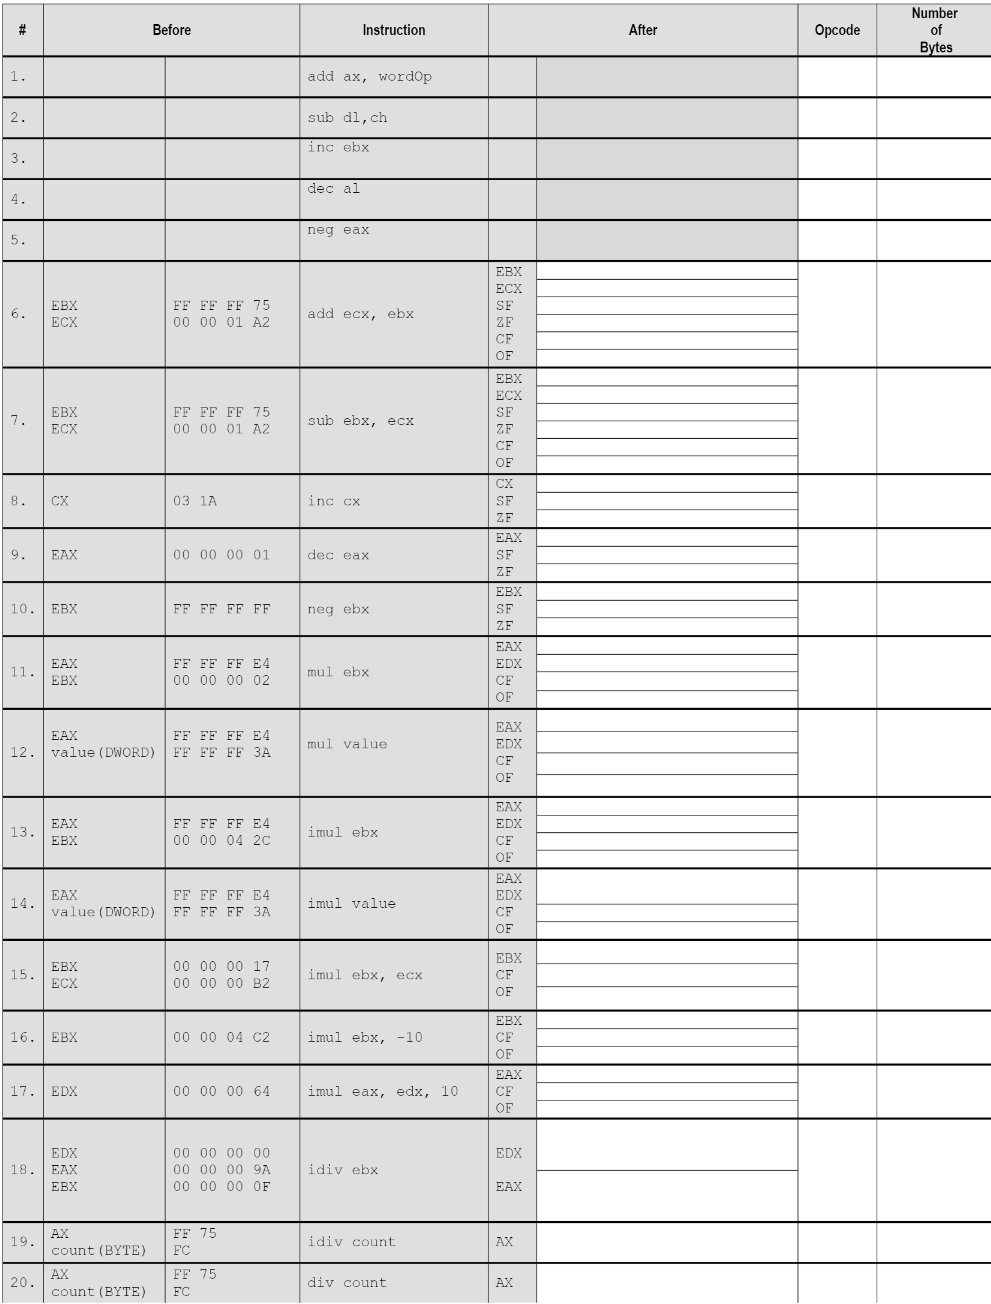 # Before Instruction After Opcode Number of Bytes
1. add ax, wordOp
2. sub dl,ch
3. inc ebx
4. dec al
5. neg eax
EBX
ECX
6. EBX FF FF FF 75 add ecx, ebx SF
ECX 00 00 01 A2 ZF
CF
OF
EBX
ECX
7. EBX FF FF FF 75 sub ebx, ecx SF
ECX 00 00 01 A2 ZF
CF
OF
CX
8. CX 03 1A inc cx SF
ZF
EAX
9. EAX 00 00 00 01 dec eax SF
ZF
EBX
10. EBX FF FF FF FF neg ebx SF
ZF
EAX
11. EAX FF FF FF E4 mul ebx EDX
EBX 00 00 00 02 CF
OF
EAX
12. EAX FF FF FF E4 mul value EDX
value(DWORD) FF FF FF 3A CF
OF
EAX
13. EAX FF FF FF E4 imul ebx EDX
EBX 00 00 04 2C CF
OF
EAX
14. EAX FF FF FF E4 imul value EDX
value(DWORD) FF FF FF 3A CF
OF
EBX
15. EBX 00 00 00 17 imul ebx, ecx CF
ECX 00 00 00 B2 OF
EBX
16. EBX 00 00 04 C2 imul ebx, -10 CF
OF
EAX
17. EDX 00 00 00 64 imul eax, edx, 10 CF
OF
EDX 00 00 00 00 EDX
18. EAX 00 00 00 9A idiv ebx
EBX 00 00 00 0F EAX
19. AX FF 75 idiv count AX
count(BYTE) FC
20. AX FF 75 div count AX
count(BYTE) FC